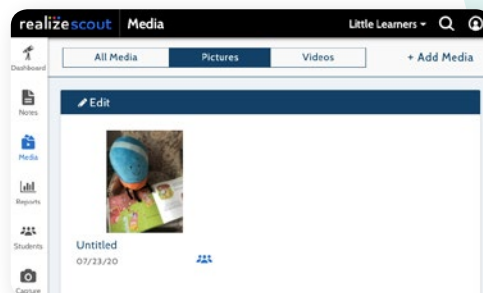 realizescout Media Little Learners
All Media Pictures Videos + Add Media
Dashboard
Edit
Notes
Media
Reports
Students
Untitled
07/23/20
Capture